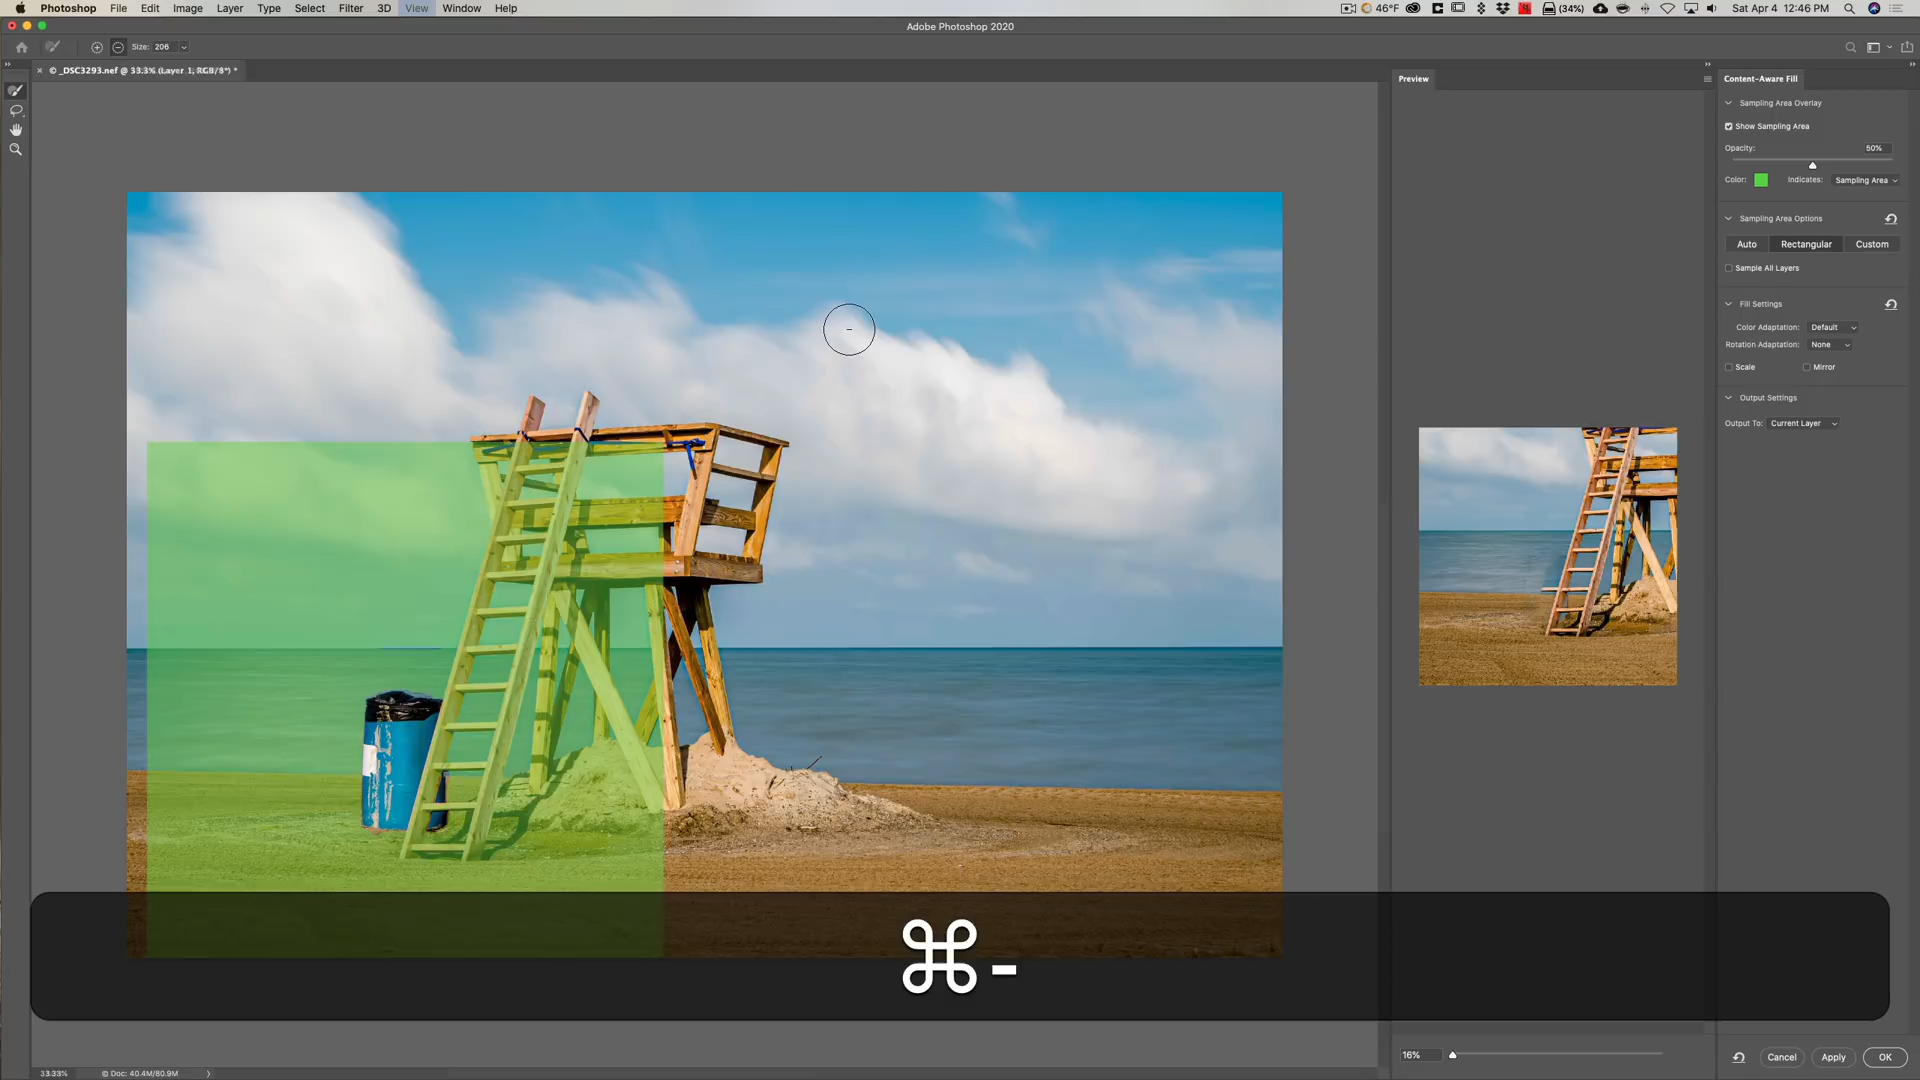 Photoshop File Edit Image Layer Type Select Filter 3D View Window Help
46°F (34%) Sat Apr 4 12:46 PM
Adobe Photoshop 2020
Size: 206
× © _DSC3293.nef @ 33.3% (Layer 1, RGB/8*) *
Preview
Content-Aware Fill
Sampling Area Overlay
Show Sampling Area
Opacity: 50%
Color: Indicates: Sampling Area
Sampling Area Options
Auto Rectangular Custom
Sample All Layers
Fill Settings
Color Adaptation: Default
Rotation Adaptation: None
Scale Mirror
Output Settings
Output To: Current Layer
⌘-
16%
Cancel Apply OK
33.33% © Doc: 40.4M/80.9M